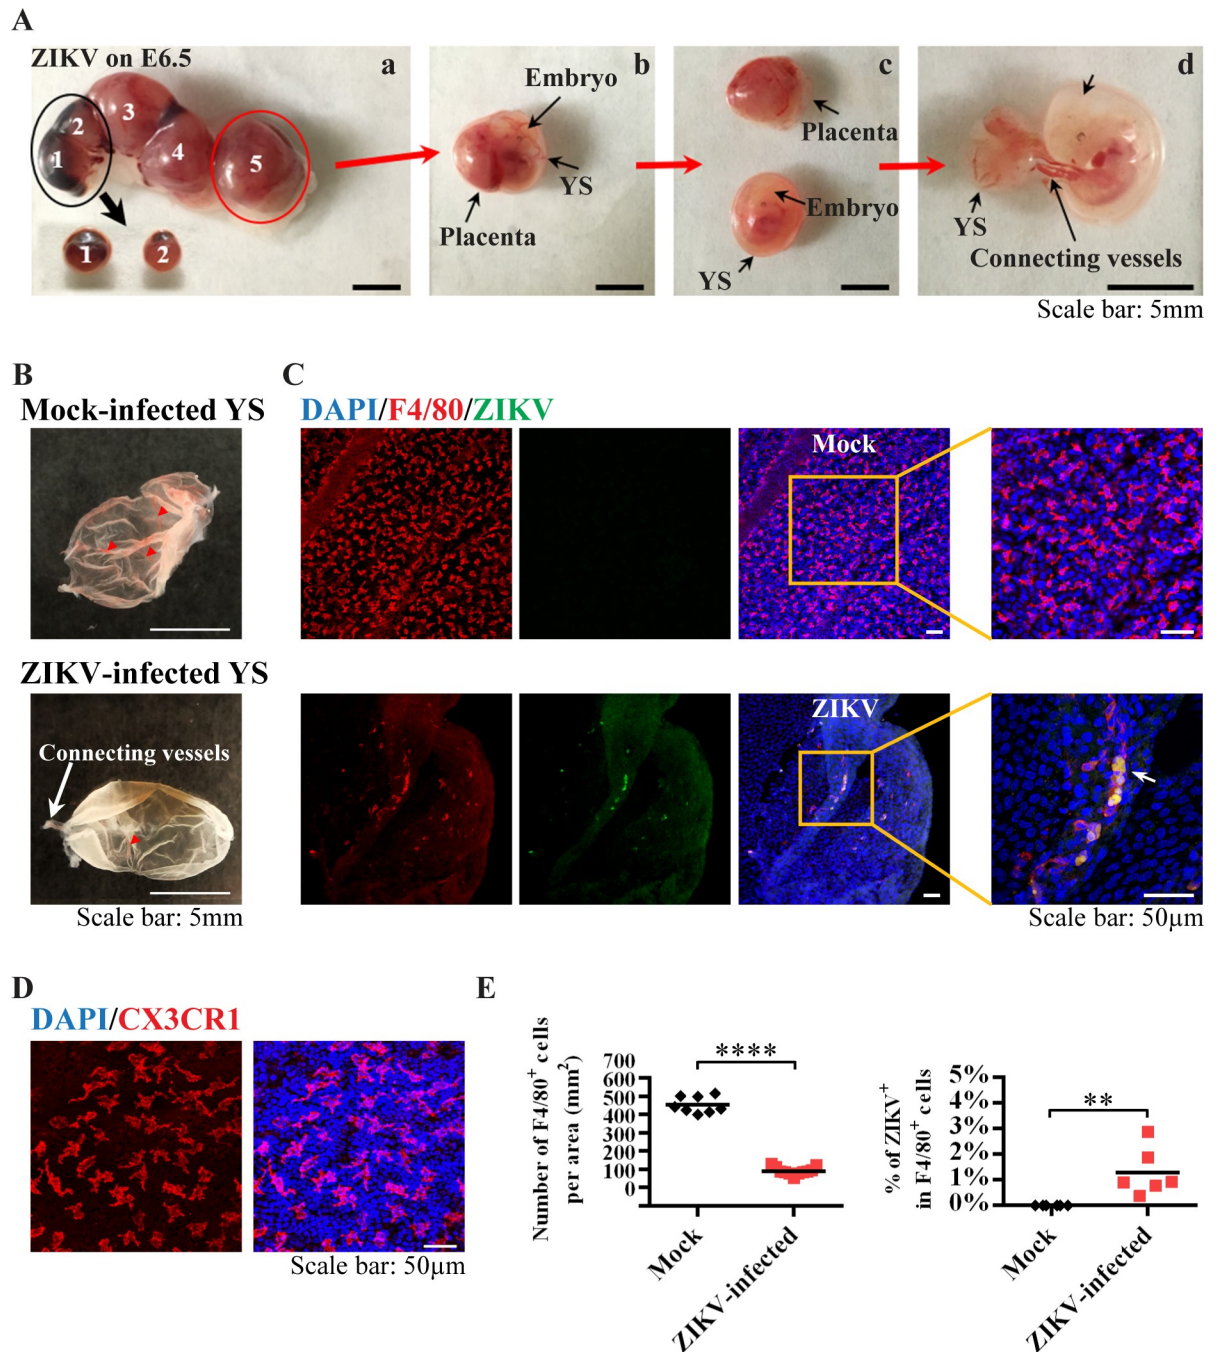 A
ZIKV on E6.5
a
1
2
3
4
5
1
2
b
Embryo
YS
Placenta
c
Placenta
Embryo
YS
d
YS
Connecting vessels
Scale bar: 5mm
B
Mock-infected YS
ZIKV-infected YS
Connecting vessels
Scale bar: 5mm
C
DAPI/F4/80/ZIKV
Mock
ZIKV
Scale bar: 50µm
D
DAPI/CX3CR1
Scale bar: 50µm
E
Number of F4/80+ cells
per area (mm²)
700
600
500
400
300
200
100
0
****
Mock
ZIKV-infected
% of ZIKV+
in F4/80+ cells
5%
4%
3%
2%
1%
0%
**
Mock
ZIKV-infected